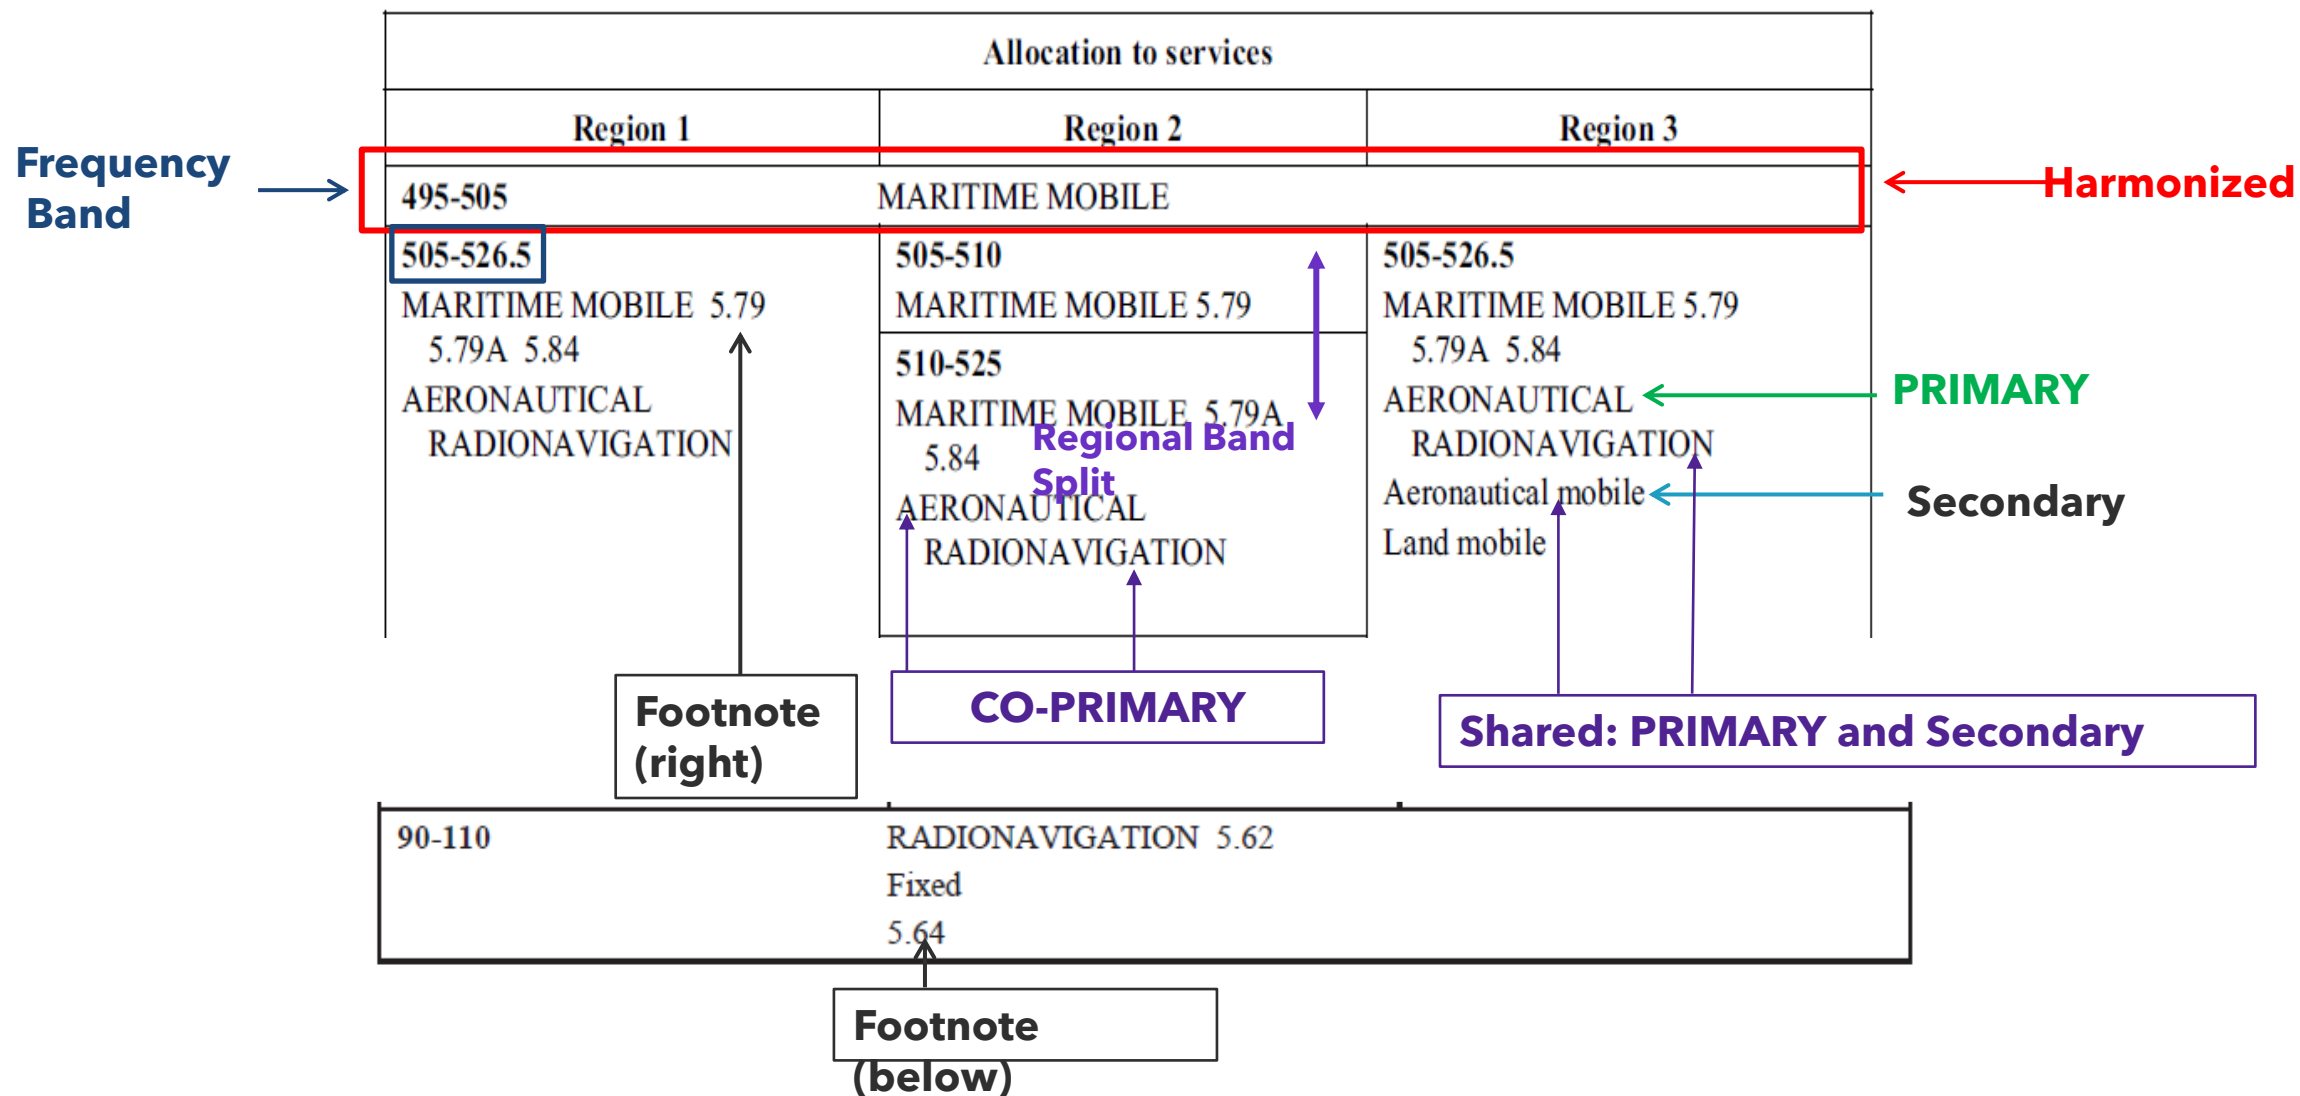 Allocation to services
Region 1
Region 2
Region 3
Frequency
Band
495-505
MARITIME MOBILE
Harmonized
505-526.5
MARITIME MOBILE 5.79
5.79A 5.84
AERONAUTICAL
RADIONAVIGATION
505-510
MARITIME MOBILE 5.79
510-525
MARITIME MOBILE 5.79A
5.84
AERONAUTICAL
RADIONAVIGATION
Regional Band
Split
505-526.5
MARITIME MOBILE 5.79
5.79A 5.84
AERONAUTICAL
RADIONAVIGATION
Aeronautical mobile
Land mobile
PRIMARY
Secondary
Footnote
(right)
CO-PRIMARY
Shared: PRIMARY and Secondary
90-110
RADIONAVIGATION 5.62
Fixed
5.64
Footnote
(below)